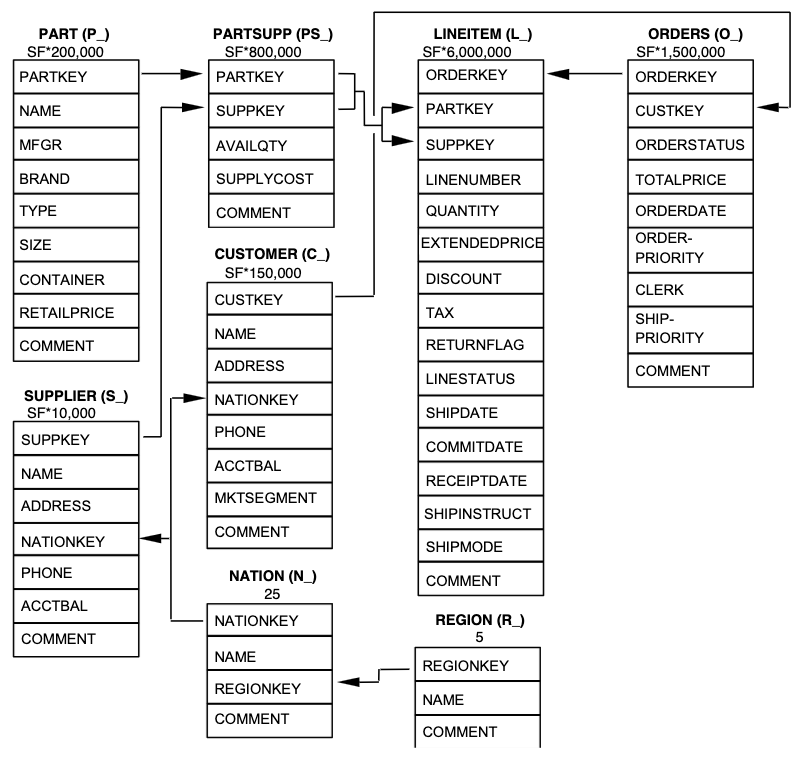 PART (P_)
SF*200,000
PARTKEY
NAME
MFGR
BRAND
TYPE
SIZE
CONTAINER
RETAILPRICE
COMMENT
SUPPLIER (S_)
SF*10,000
SUPPKEY
NAME
ADDRESS
NATIONKEY
PHONE
ACCTBAL
COMMENT
PARTSUPP (PS_)
SF*800,000
PARTKEY
SUPPKEY
AVAILQTY
SUPPLYCOST
COMMENT
CUSTOMER (C_)
SF*150,000
CUSTKEY
NAME
ADDRESS
NATIONKEY
PHONE
ACCTBAL
MKTSEGMENT
COMMENT
NATION (N_)
25
NATIONKEY
NAME
REGIONKEY
COMMENT
LINEITEM (L_)
SF*6,000,000
ORDERKEY
PARTKEY
SUPPKEY
LINENUMBER
QUANTITY
EXTENDEDPRICE
DISCOUNT
TAX
RETURNFLAG
LINESTATUS
SHIPDATE
COMMITDATE
RECEIPTDATE
SHIPINSTRUCT
SHIPMODE
COMMENT
REGION (R_)
5
REGIONKEY
NAME
COMMENT
ORDERS (O_)
SF*1,500,000
ORDERKEY
CUSTKEY
ORDERSTATUS
TOTALPRICE
ORDERDATE
ORDER-
PRIORITY
CLERK
SHIP-
PRIORITY
COMMENT